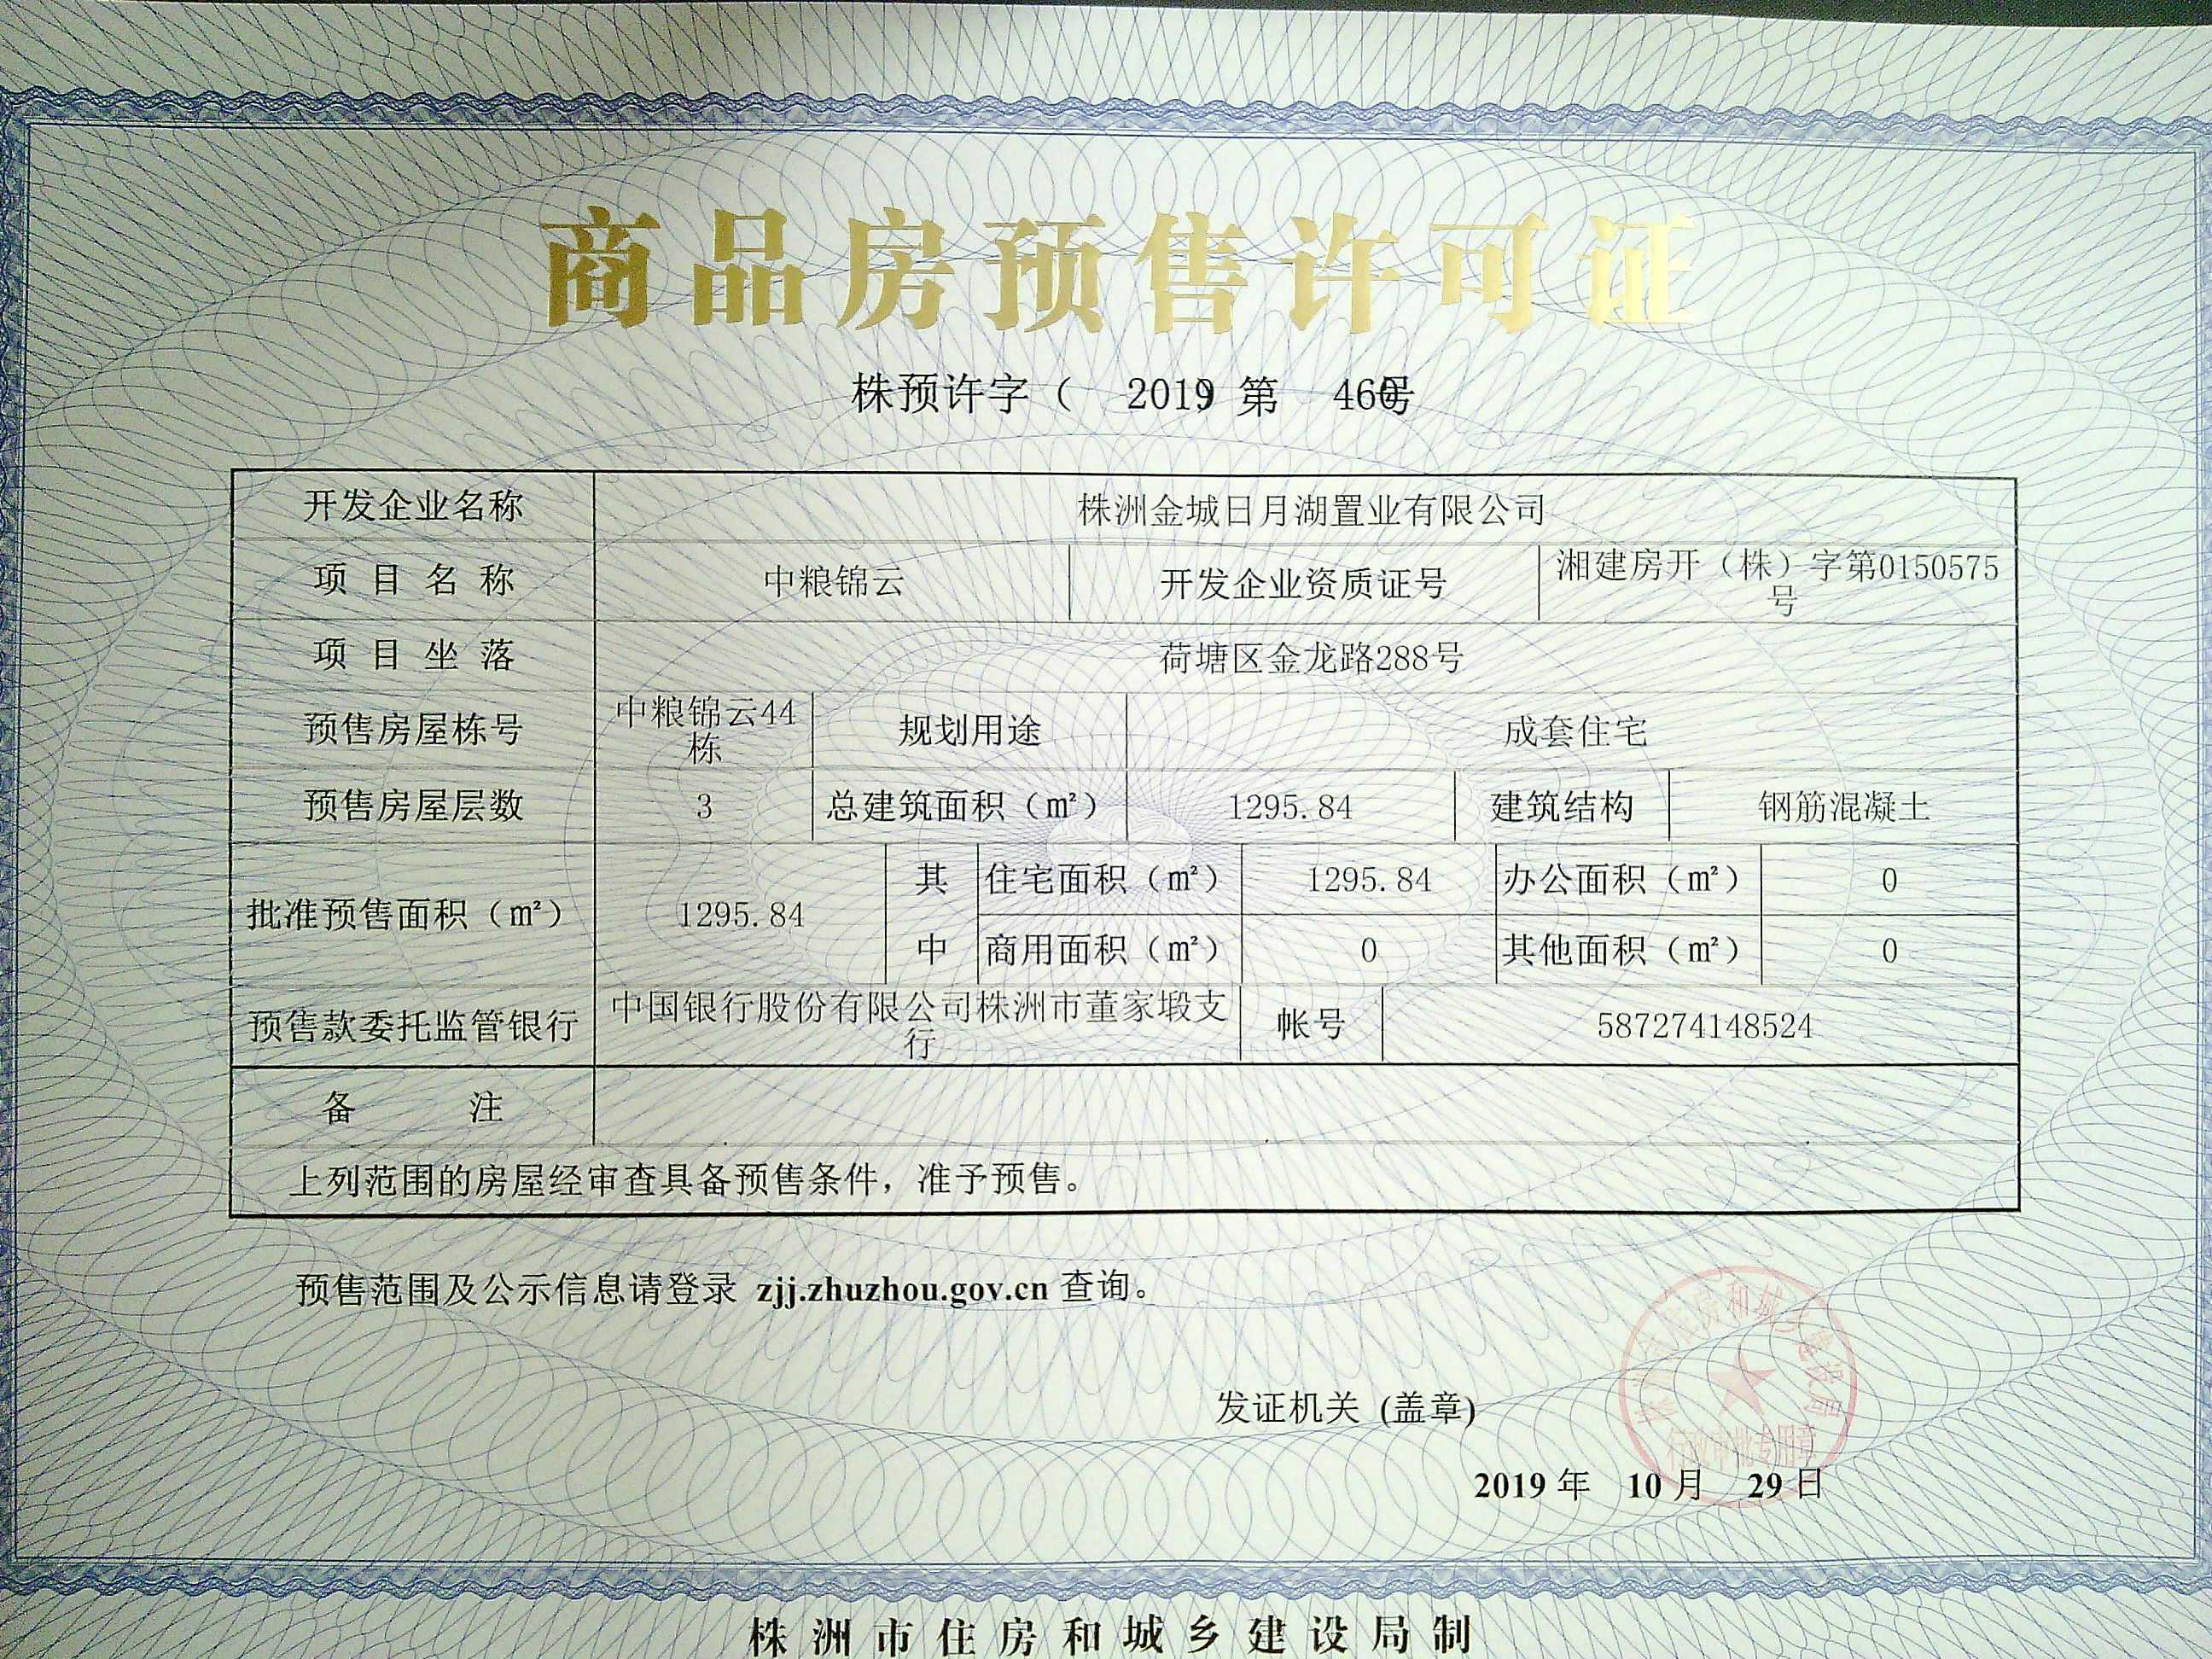 商品房预售许可证
株预许字（ 2019）第 460号
开发企业名称 株洲金城日月湖置业有限公司
项目名称 中粮锦云 开发企业资质证号 湘建房开（株）字第0150575
号
项目坐落 荷塘区金龙路288号
预售房屋栋号 中粮锦云44
栋 规划用途 成套住宅
预售房屋层数 3 总建筑面积（㎡） 1295.84 建筑结构 钢筋混凝土
批准预售面积（㎡） 1295.84 其中 住宅面积（㎡） 1295.84 办公面积（㎡） 0
商用面积（㎡） 0 其他面积（㎡） 0
预售款委托监管银行 中国银行股份有限公司株洲市董家塅支
行 帐号 587274148524
备注
上列范围的房屋经审查具备预售条件，准予预售。
预售范围及公示信息请登录 zjj.zhuzhou.gov.cn 查询。
株洲市住房和城乡建设局
行政审批专用章
发证机关 (盖章)
2019 年 10 月 29 日
株洲市住房和城乡建设局制